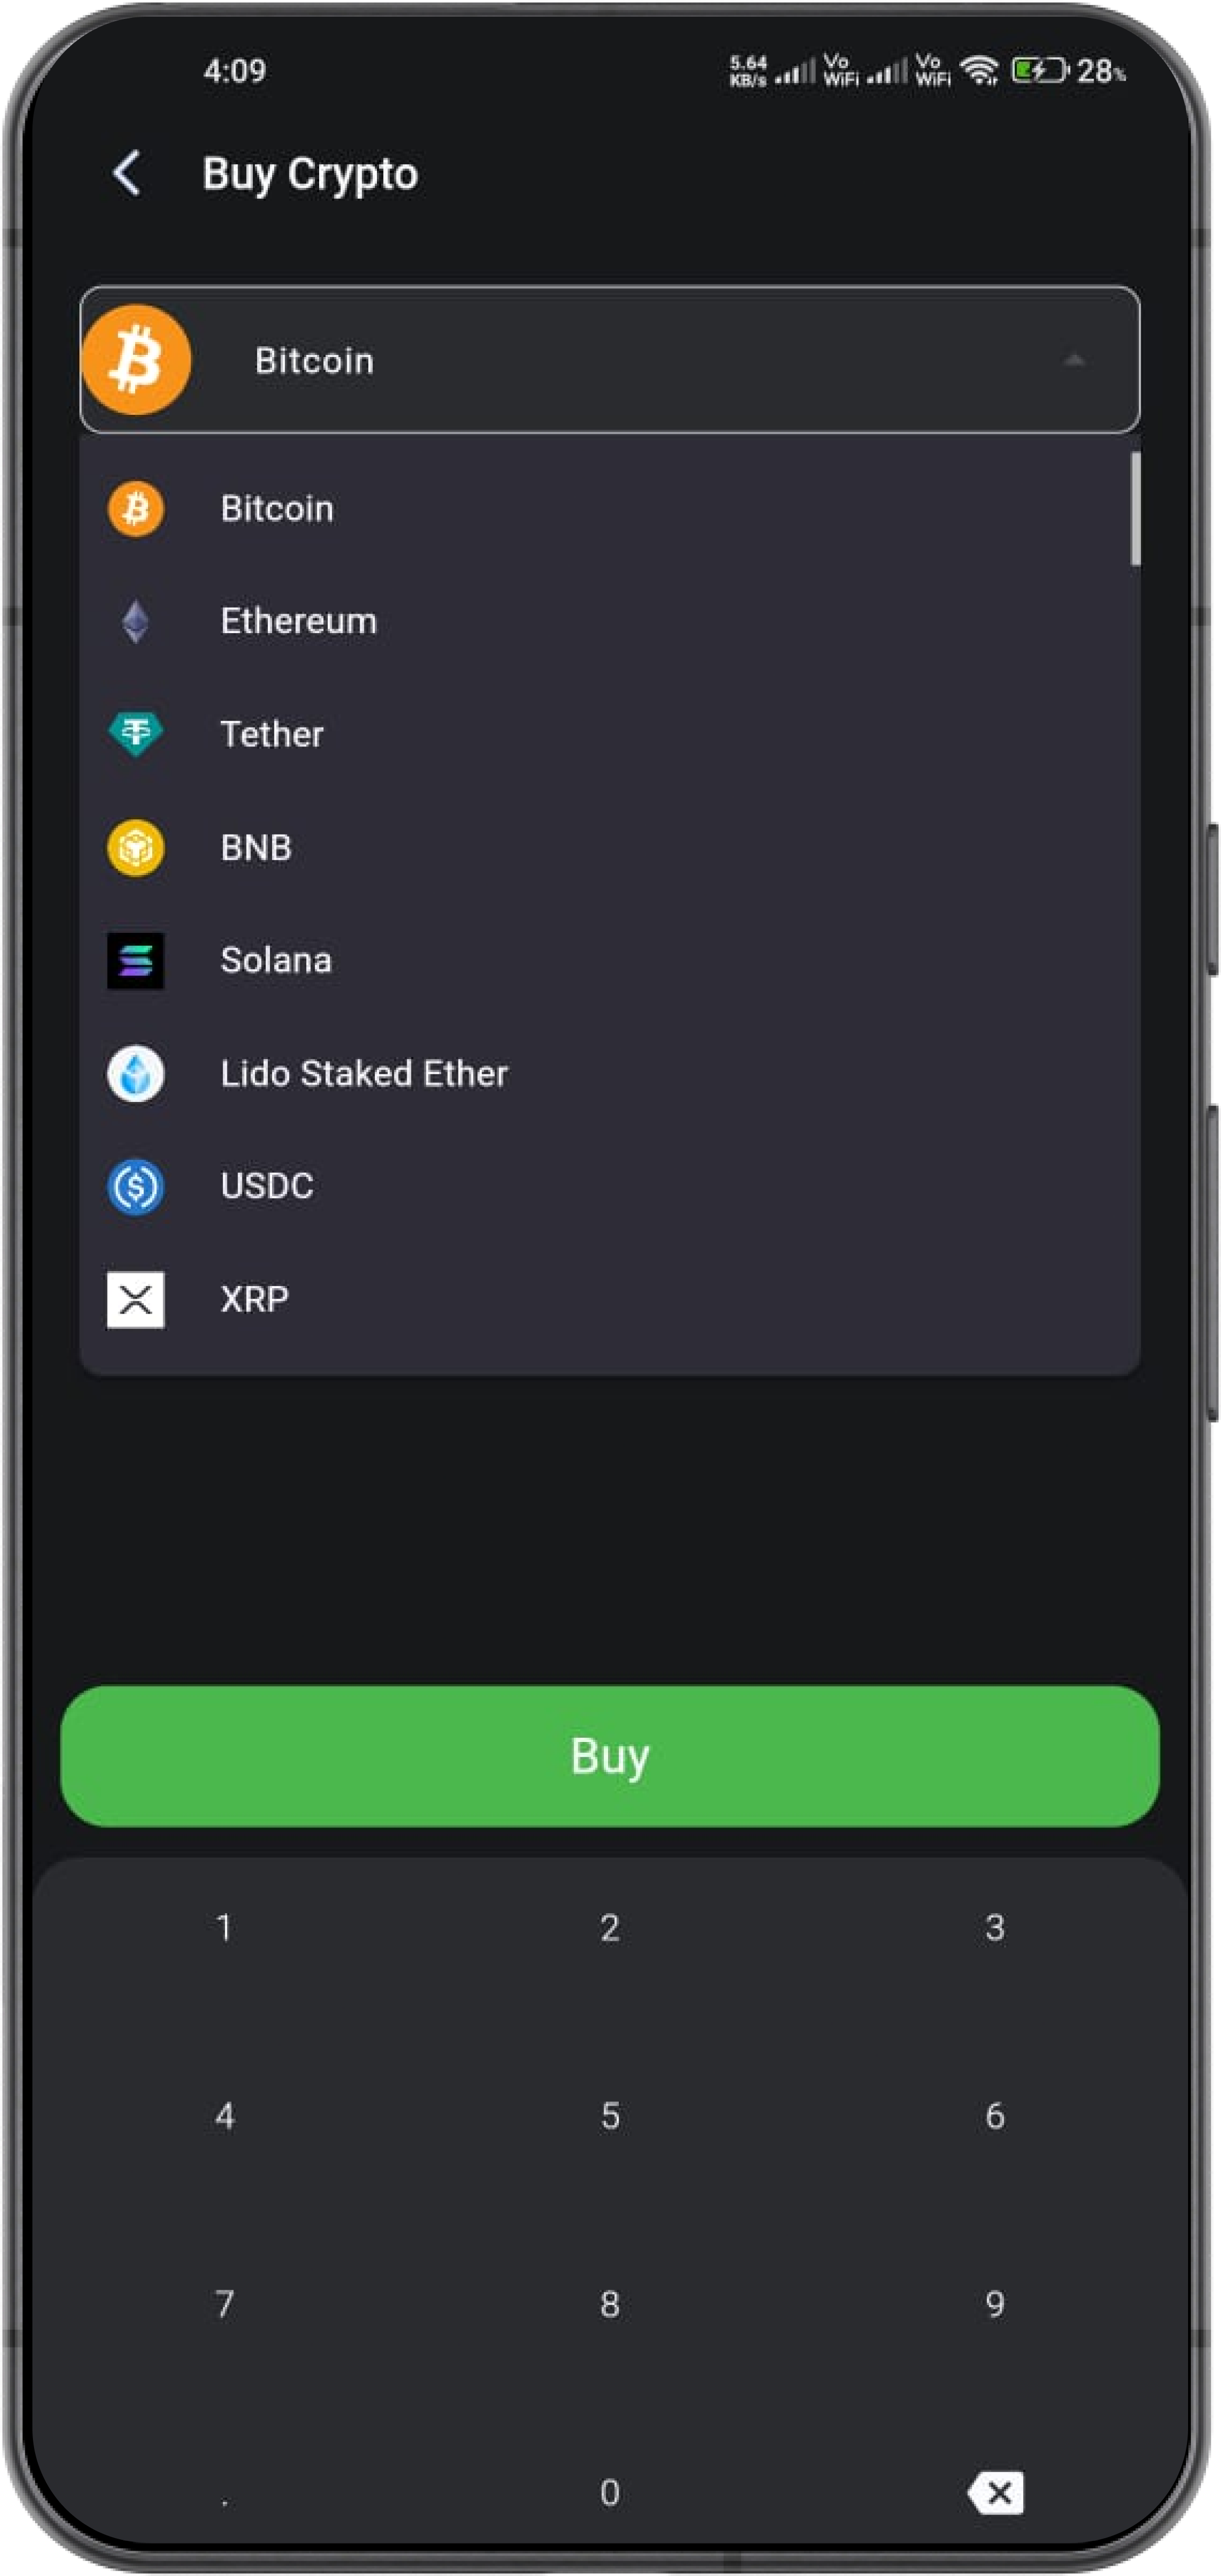 4:09 5.64 KB/s Vo WiFi Vo WiFi 28%
Buy Crypto
Bitcoin
Bitcoin
Ethereum
Tether
BNB
Solana
Lido Staked Ether
USDC
XRP
Buy
1 2 3
4 5 6
7 8 9
. 0